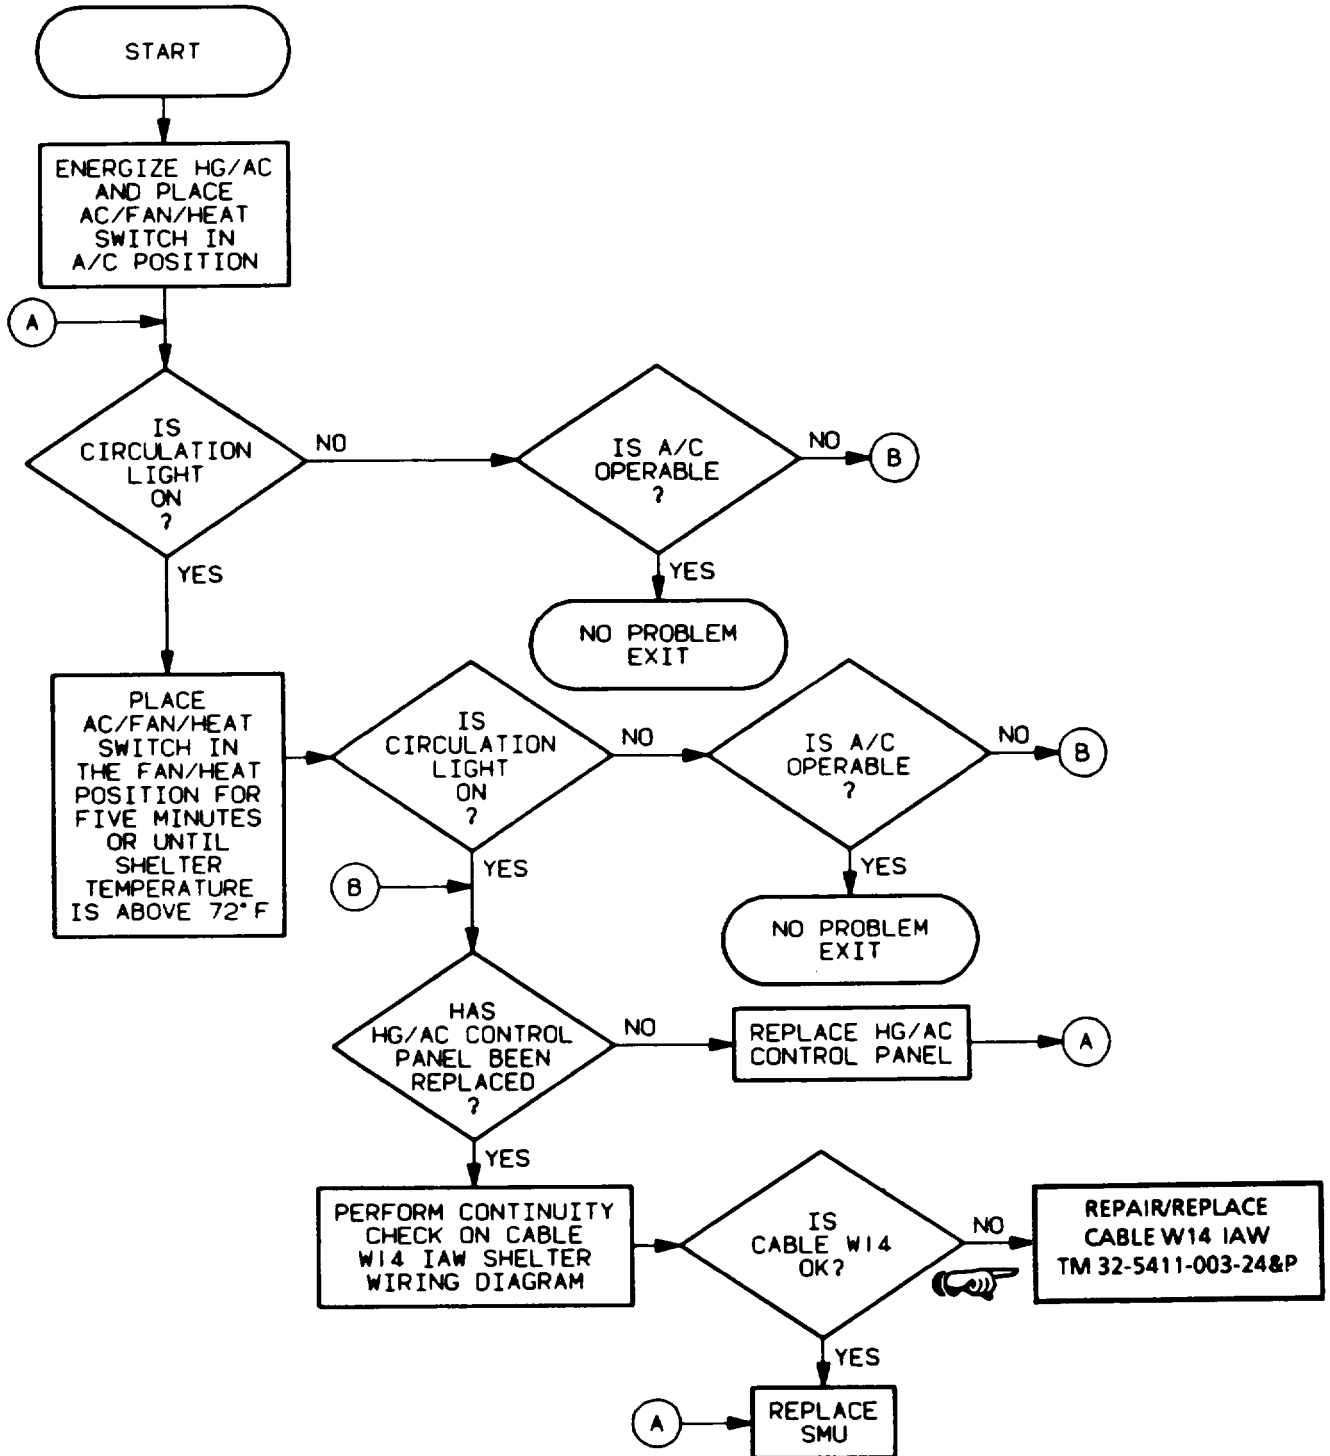 START
ENERGIZE HG/AC
AND PLACE
AC/FAN/HEAT
SWITCH IN
A/C POSITION
A
IS
CIRCULATION
LIGHT
ON
?
NO
IS A/C
OPERABLE
?
NO
B
YES
YES
NO PROBLEM
EXIT
PLACE
AC/FAN/HEAT
SWITCH IN
THE FAN/HEAT
POSITION FOR
FIVE MINUTES
OR UNTIL
SHELTER
TEMPERATURE
IS ABOVE 72°F
IS
CIRCULATION
LIGHT
ON
?
NO
IS A/C
OPERABLE
?
NO
B
YES
YES
B
NO PROBLEM
EXIT
HAS
HG/AC CONTROL
PANEL BEEN
REPLACED
?
NO
REPLACE HG/AC
CONTROL PANEL
A
YES
PERFORM CONTINUITY
CHECK ON CABLE
W14 IAW SHELTER
WIRING DIAGRAM
IS
CABLE W14
OK?
NO
REPAIR/REPLACE
CABLE W14 IAW
TM 32-5411-003-24&P
YES
A
REPLACE
SMU